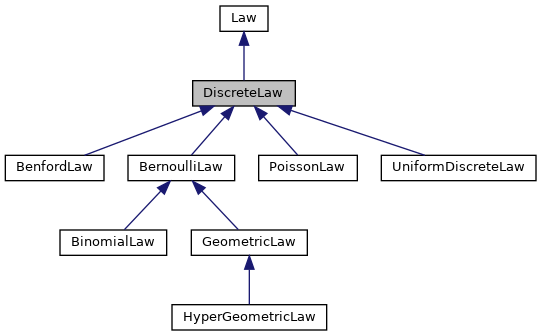 Law
DiscreteLaw
BenfordLaw
BernoulliLaw
PoissonLaw
UniformDiscreteLaw
BinomialLaw
GeometricLaw
HyperGeometricLaw